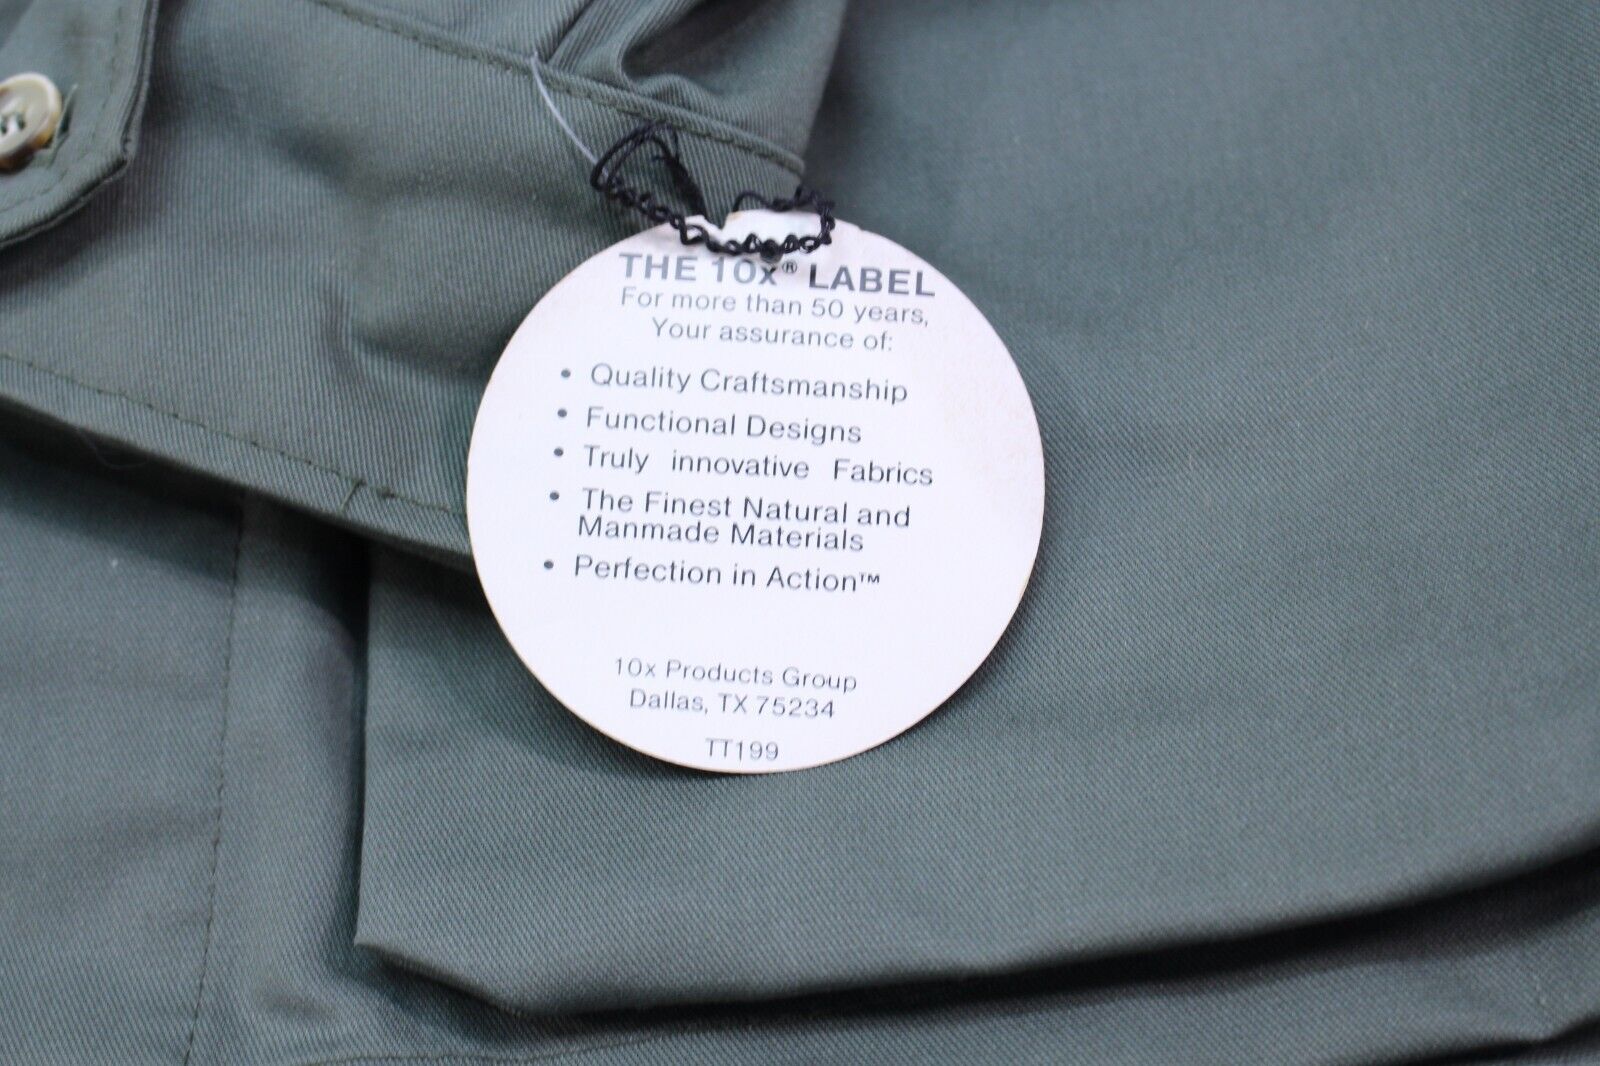 THE 10x® LABEL
For more than 50 years,
Your assurance of:
• Quality Craftsmanship
• Functional Designs
• Truly innovative Fabrics
• The Finest Natural and
Manmade Materials
• Perfection in Action™
10x Products Group
Dallas, TX 75234
TT199